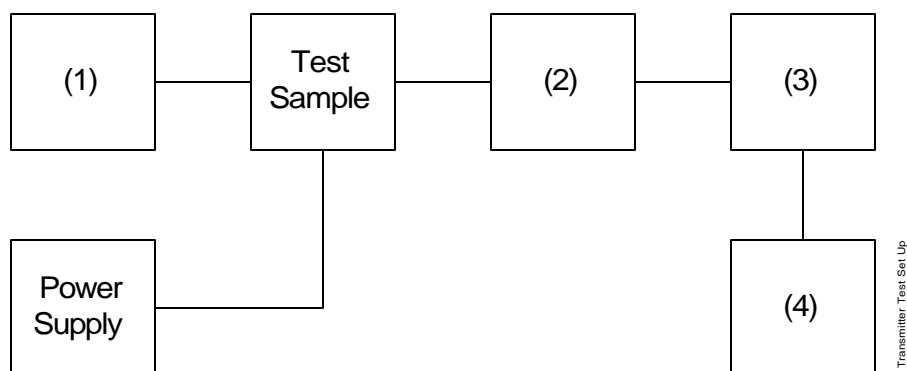 (1)
Test
Sample
(2)
(3)
Power
Supply
(4)
Transmitter Test Set Up